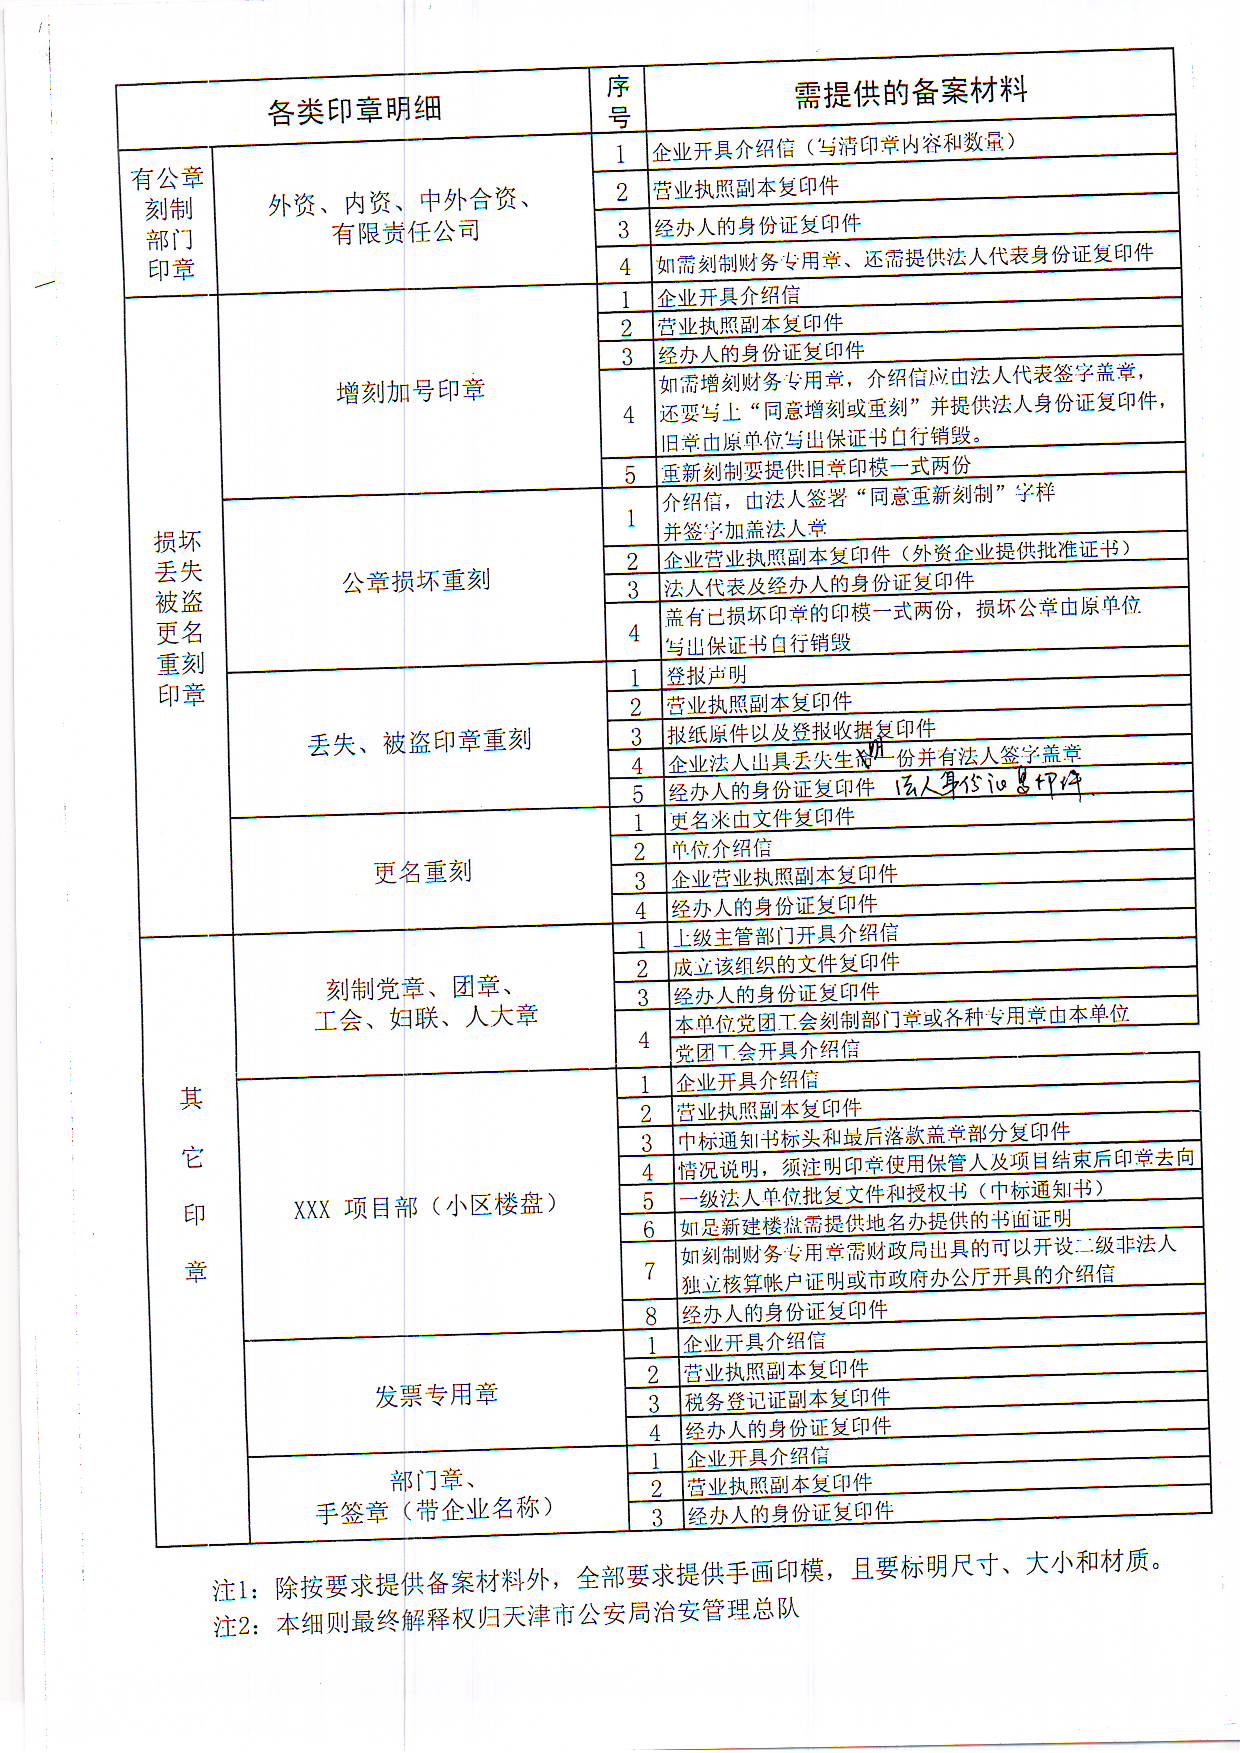 各类印章明细
序号
需提供的备案材料
有公章
刻制
部门
印章
外资、内资、中外合资、
有限责任公司
1 企业开具介绍信（写清印章内容和数量）
2 营业执照副本复印件
3 经办人的身份证复印件
4 如需刻制财务专用章、还需提供法人代表身份证复印件
损坏
丢失
被盗
更名
重刻
印章
增刻加号印章
1 企业开具介绍信
2 营业执照副本复印件
3 经办人的身份证复印件
4 如需增刻财务专用章，介绍信应由法人代表签字盖章，
还要写上“同意增刻或重刻”并提供法人身份证复印件，
旧章由原单位写出保证书自行销毁。
5 重新刻制要提供旧章印模一式两份
公章损坏重刻
1 介绍信，由法人签署“同意重新刻制”字样
并签字加盖法人章
2 企业营业执照副本复印件（外资企业提供批准证书）
3 法人代表及经办人的身份证复印件
4 盖有已损坏印章的印模一式两份，损坏公章由原单位
写出保证书自行销毁
丢失、被盗印章重刻
1 登报声明
2 营业执照副本复印件
3 报纸原件以及登报收据复印件
4 企业法人出具丢失生明一份并有法人签字盖章
5 经办人的身份证复印件 法人身份证复印件
更名重刻
1 更名来由文件复印件
2 单位介绍信
3 企业营业执照副本复印件
4 经办人的身份证复印件
其
它
印
章
刻制党章、团章、
工会、妇联、人大章
1 上级主管部门开具介绍信
2 成立该组织的文件复印件
3 经办人的身份证复印件
4 本单位党团工会刻制部门章或各种专用章由本单位
党团工会开具介绍信
XXX 项目部（小区楼盘）
1 企业开具介绍信
2 营业执照副本复印件
3 中标通知书标头和最后落款盖章部分复印件
4 情况说明，须注明印章使用保管人及项目结束后印章去向
5 一级法人单位批复文件和授权书（中标通知书）
6 如是新建楼盘需提供地名办提供的书面证明
7 如刻制财务专用章需财政局出具的可以开设二级非法人
独立核算帐户证明或市政府办公厅开具的介绍信
8 经办人的身份证复印件
发票专用章
1 企业开具介绍信
2 营业执照副本复印件
3 税务登记证副本复印件
4 经办人的身份证复印件
部门章、
手签章（带企业名称）
1 企业开具介绍信
2 营业执照副本复印件
3 经办人的身份证复印件
注1：除按要求提供备案材料外，全部要求提供手画印模，且要标明尺寸、大小和材质。
注2：本细则最终解释权归天津市公安局治安管理总队